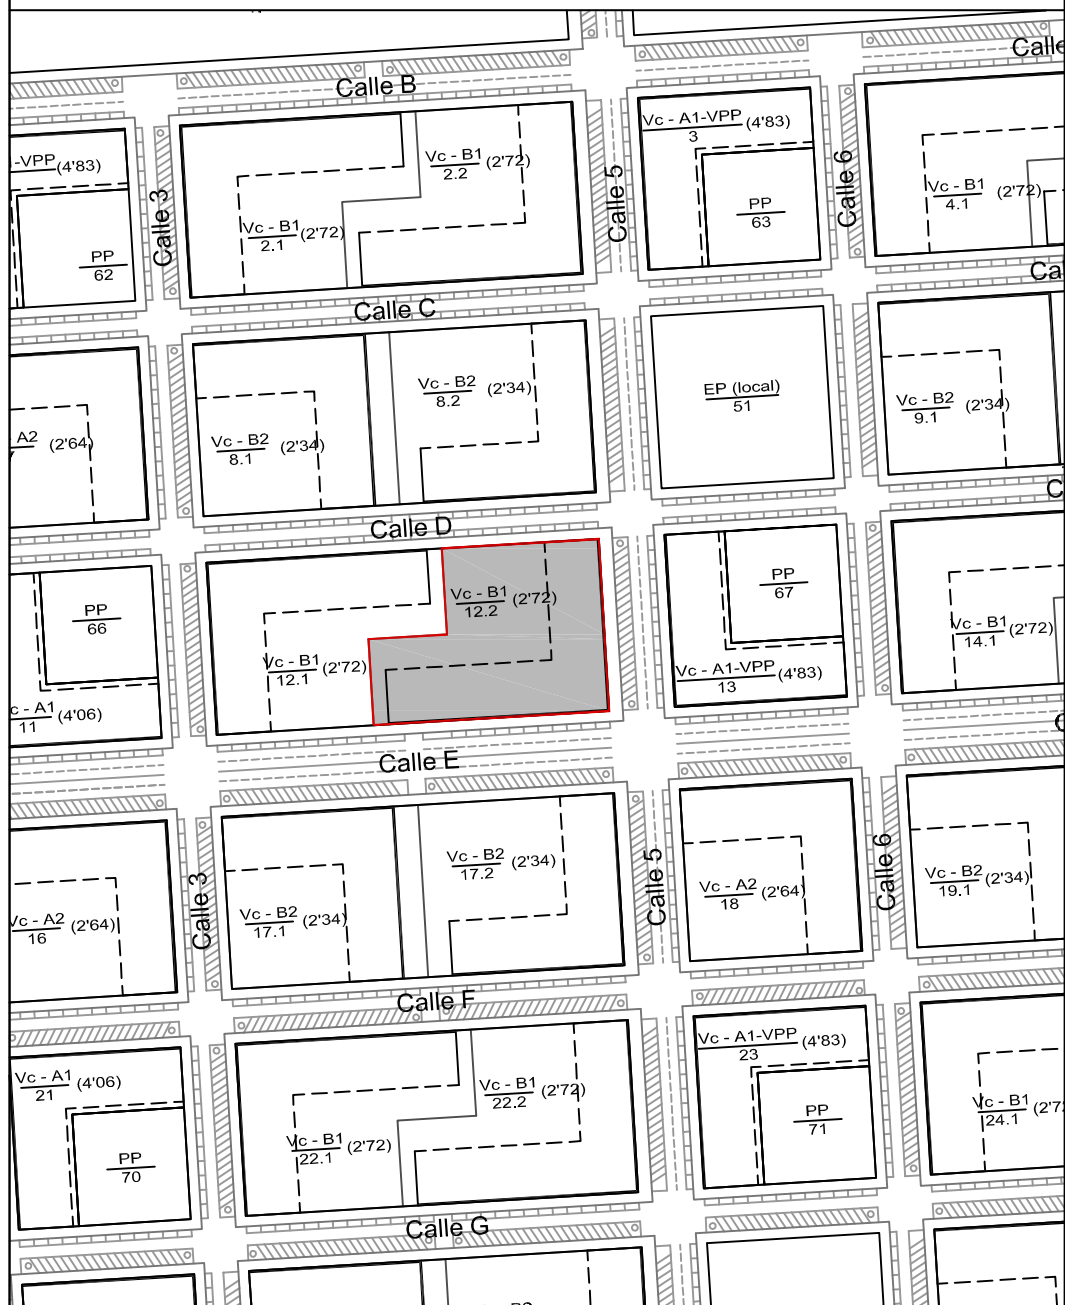 Calle
Calle B
Vc - A1-VPP (4'83)
3
-VPP (4'83)
Vc - B1 (2'72)
2.2
Calle 3
Calle 5
Calle 6
Vc - B1 (2'72)
4.1
PP
63
Vc - B1 (2'72)
2.1
PP
62
Ca
Calle C
Vc - B2 (2'34)
8.2
EP (local)
51
Vc - B2 (2'34)
9.1
A2 (2'64)
Vc - B2 (2'34)
8.1
C
Calle D
PP
67
Vc - B1 (2'72)
12.2
PP
66
Vc - B1 (2'72)
14.1
Vc - B1 (2'72)
12.1
Vc - A1-VPP (4'83)
13
c - A1 (4'06)
11
C
Calle E
Vc - B2 (2'34)
17.2
Calle 3
Calle 5
Calle 6
Vc - A2 (2'64)
18
Vc - B2 (2'34)
19.1
Vc - A2 (2'64)
16
Vc - B2 (2'34)
17.1
Calle F
Vc - A1-VPP (4'83)
23
Vc - A1 (4'06)
21
Vc - B1 (2'72)
22.2
Vc - B1 (2'7
24.1
PP
71
Vc - B1 (2'72)
22.1
PP
70
Calle G